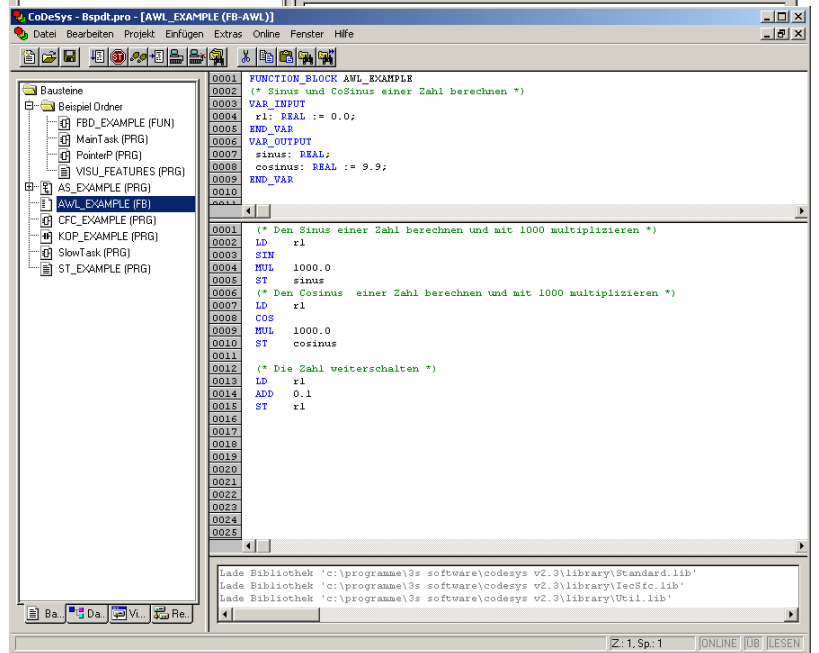 CoDeSys - Bspdt.pro - [AWL_EXAMPLE (FB-AWL)]
Datei Bearbeiten Projekt Einfügen Extras Online Fenster Hilfe
Bausteine
Beispiel Ordner
FBD_EXAMPLE (FUN)
MainTask (PRG)
PointerP (PRG)
VISU_FEATURES (PRG)
AS_EXAMPLE (PRG)
AWL_EXAMPLE (FB)
CFC_EXAMPLE (PRG)
KOP_EXAMPLE (PRG)
SlowTask (PRG)
ST_EXAMPLE (PRG)
Ba.. Da.. Vi.. Re..
0001 FUNCTION_BLOCK AWL_EXAMPLE
0002 (* Sinus und CoSinus einer Zahl berechnen *)
0003 VAR_INPUT
0004 r1: REAL := 0.0;
0005 END_VAR
0006 VAR_OUTPUT
0007 sinus: REAL;
0008 cosinus: REAL := 9.9;
0009 END_VAR
0010
0011
0001 (* Den Sinus einer Zahl berechnen und mit 1000 multiplizieren *)
0002 LD r1
0003 SIN
0004 MUL 1000.0
0005 ST sinus
0006 (* Den Cosinus einer Zahl berechnen und mit 1000 multiplizieren *)
0007 LD r1
0008 COS
0009 MUL 1000.0
0010 ST cosinus
0011
0012 (* Die Zahl weiterschalten *)
0013 LD r1
0014 ADD 0.1
0015 ST r1
0016
0017
0018
0019
0020
0021
0022
0023
0024
0025
Lade Bibliothek 'c:\programme\3s software\codesys v2.3\library\Standard.lib'
Lade Bibliothek 'c:\programme\3s software\codesys v2.3\library\IecSfc.lib'
Lade Bibliothek 'c:\programme\3s software\codesys v2.3\library\Util.lib'
Z.: 1, Sp.: 1 ONLINE ÜB LESEN